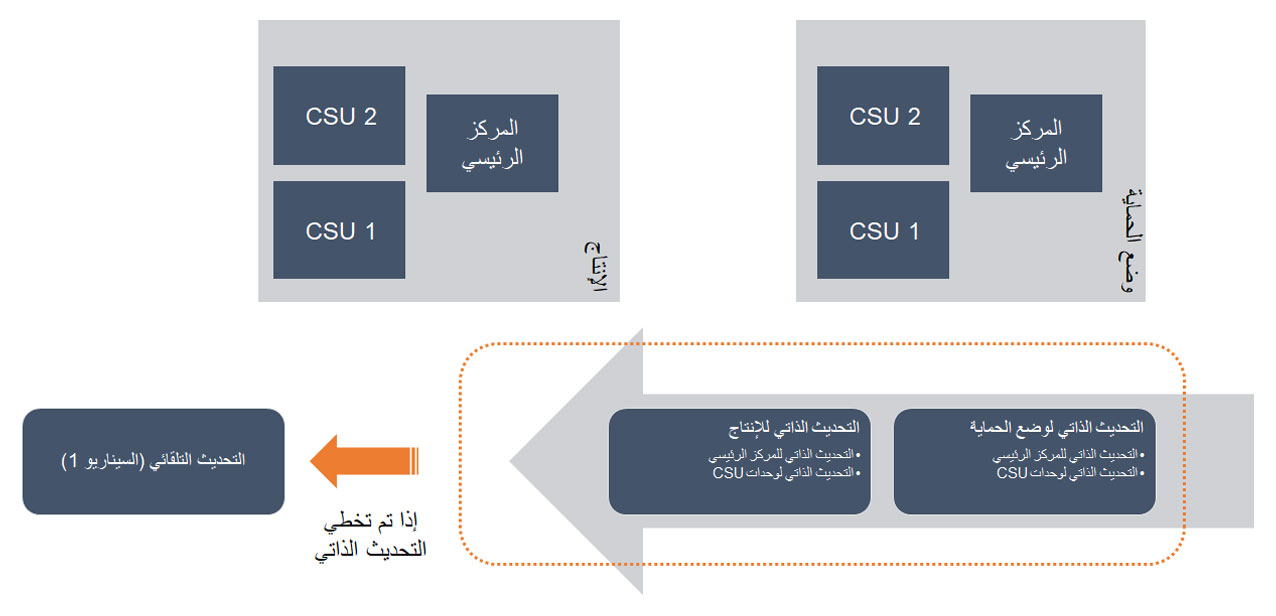 CSU 2
المركز
الرئيسي
CSU 1
وضع الحماية
CSU 2
المركز
الرئيسي
CSU 1
الإنتاج
التحديث الذاتي لوضع الحماية
• التحديث الذاتي للمركز الرئيسي
• التحديث الذاتي لوحدات CSU
التحديث الذاتي للإنتاج
• التحديث الذاتي للمركز الرئيسي
• التحديث الذاتي لوحدات CSU
إذا تم تخطي
التحديث الذاتي
التحديث التلقائي (السيناريو 1)